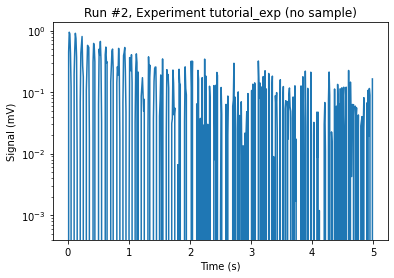 Run #2, Experiment tutorial_exp (no sample)
Signal (mV)
10⁰
10⁻¹
10⁻²
10⁻³
0 1 2 3 4 5
Time (s)